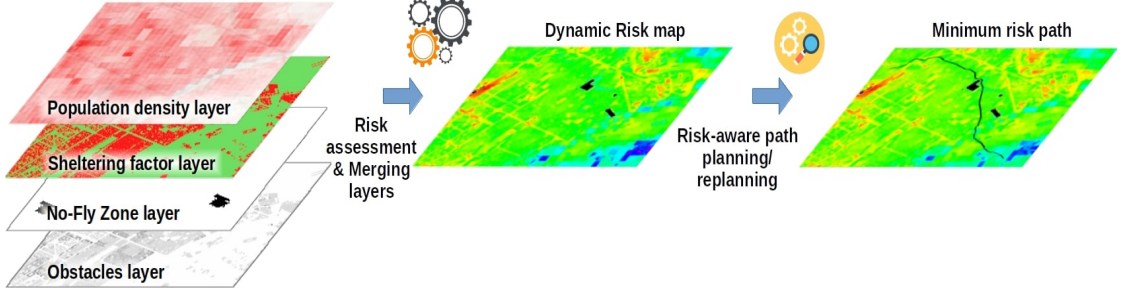 Population density layer
Sheltering factor layer
No-Fly Zone layer
Obstacles layer
Risk
assessment
& Merging
layers
Dynamic Risk map
Risk-aware path
planning/
replanning
Minimum risk path